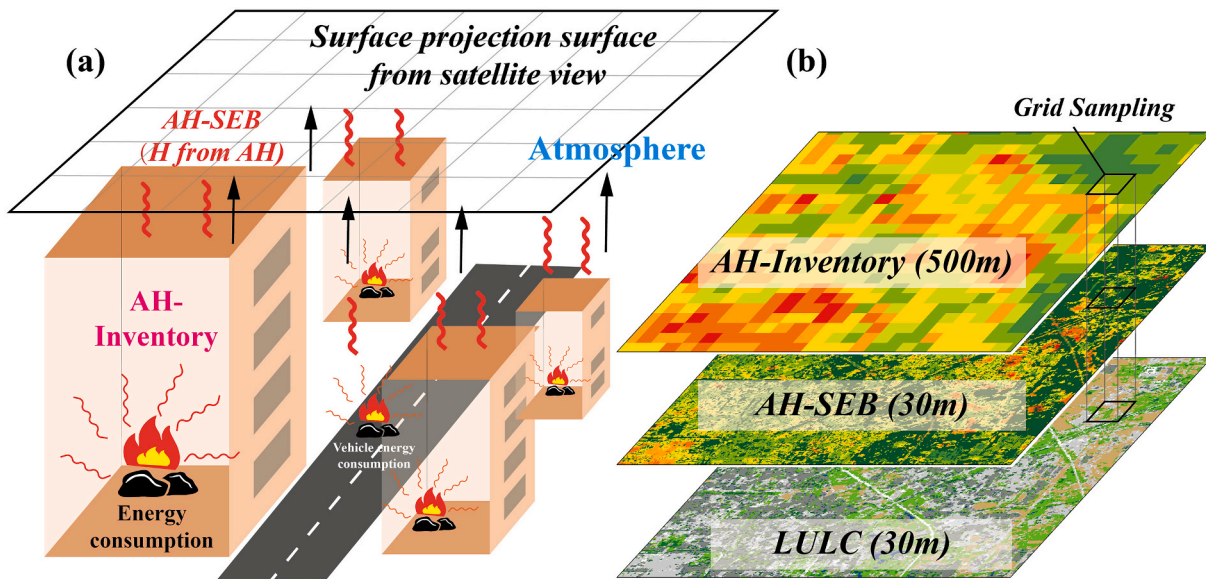 (a)
Surface projection surface
from satellite view
AH-SEB
(H from AH)
Atmosphere
AH-
Inventory
Vehicle energy
consumption
Energy
consumption
(b)
Grid Sampling
AH-Inventory (500m)
AH-SEB (30m)
LULC (30m)